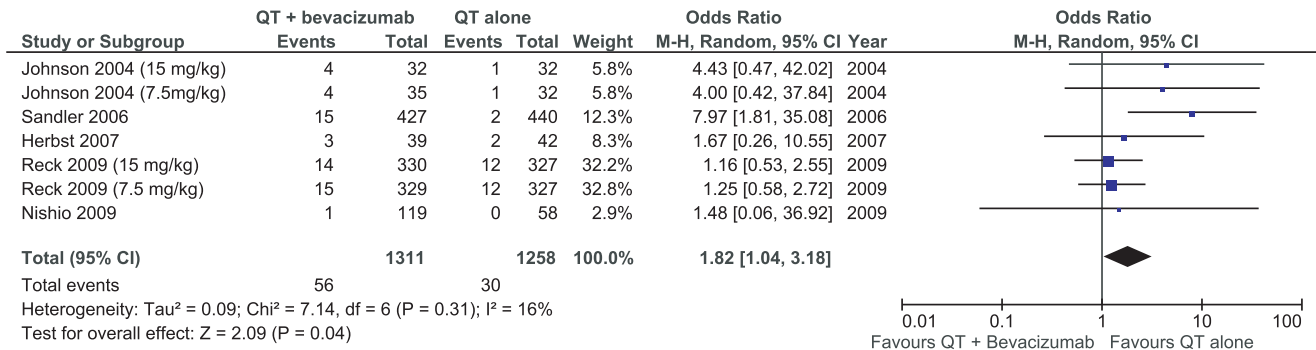 QT + bevacizumab QT alone Odds Ratio Odds Ratio
Study or Subgroup Events Total Events Total Weight M-H, Random, 95% CI Year M-H, Random, 95% CI
Johnson 2004 (15 mg/kg) 4 32 1 32 5.8% 4.43 [0.47, 42.02] 2004
Johnson 2004 (7.5mg/kg) 4 35 1 32 5.8% 4.00 [0.42, 37.84] 2004
Sandler 2006 15 427 2 440 12.3% 7.97 [1.81, 35.08] 2006
Herbst 2007 3 39 2 42 8.3% 1.67 [0.26, 10.55] 2007
Reck 2009 (15 mg/kg) 14 330 12 327 32.2% 1.16 [0.53, 2.55] 2009
Reck 2009 (7.5 mg/kg) 15 329 12 327 32.8% 1.25 [0.58, 2.72] 2009
Nishio 2009 1 119 0 58 2.9% 1.48 [0.06, 36.92] 2009
Total (95% CI) 1311 1258 100.0% 1.82 [1.04, 3.18]
Total events 56 30
Heterogeneity: Tau² = 0.09; Chi² = 7.14, df = 6 (P = 0.31); I² = 16%
Test for overall effect: Z = 2.09 (P = 0.04)
0.01 0.1 1 10 100
Favours QT + Bevacizumab Favours QT alone